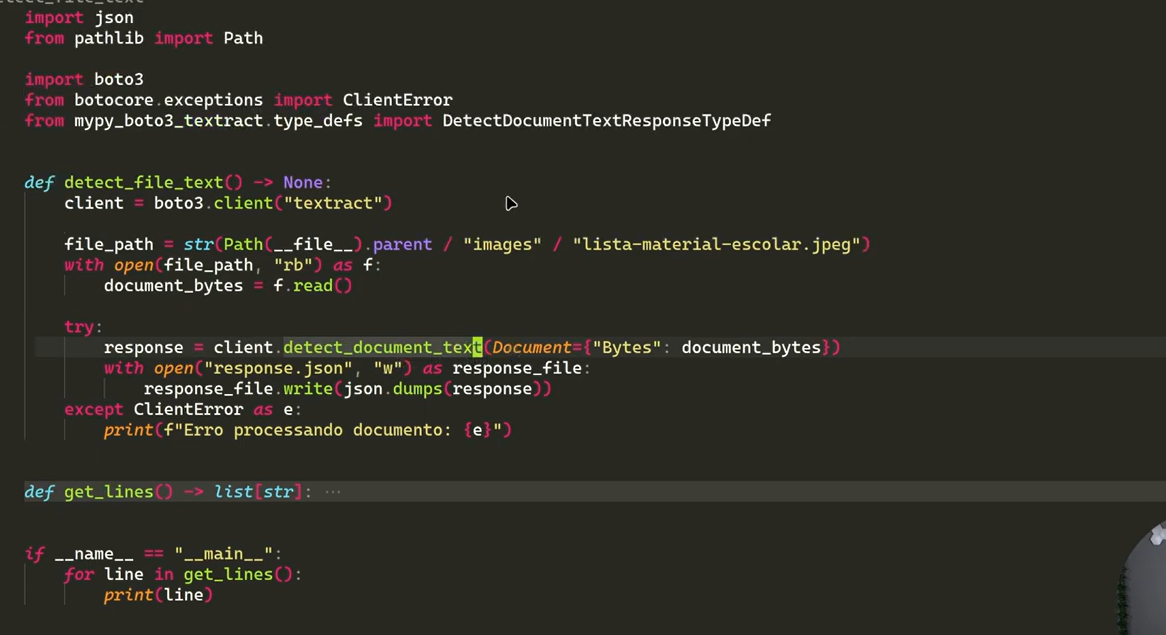 import json
from pathlib import Path
import boto3
from botocore.exceptions import ClientError
from mypy_boto3_textract.type_defs import DetectDocumentTextResponseTypeDef
def detect_file_text() -> None:
    client = boto3.client("textract")
    file_path = str(Path(__file__).parent / "images" / "lista-material-escolar.jpeg")
    with open(file_path, "rb") as f:
        document_bytes = f.read()
    try:
        response = client.detect_document_text(Document={"Bytes": document_bytes})
        with open("response.json", "w") as response_file:
            response_file.write(json.dumps(response))
    except ClientError as e:
        print(f"Erro processando documento: {e}")
def get_lines() -> list[str]: ···
if __name__ == "__main__":
    for line in get_lines():
        print(line)